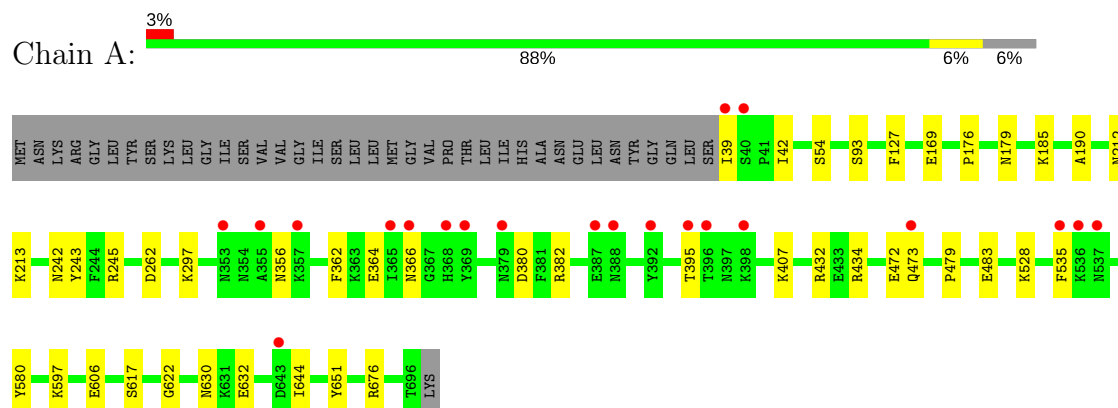 3%
Chain A:
88% 6% 6%
MET ASN LYS ARG GLY LEU TYR SER LYS LEU GLY ILE SER VAL VAL GLY ILE SER LEU LEU MET GLY VAL PRO THR LEU ILE HIS ALA ASN GLU LEU ASN TYR GLY GLN LEU SER I39 S40 P41 I42 S54 S93 F127 E169 P176 N179 K185 A190 N212
K213 N242 Y243 F244 R245 D262 K297 N353 N354 A355 N356 K357 F362 K363 E364 I365 N366 G367 H368 Y369 N379 D380 F381 R382 E387 N388 Y392 T395 T396 N397 K398 K407 R432 E433 R434 E472 Q473 P479 E483 K528 F535 K536 N537
Y580 K597 E606 S617 G622 N630 K631 E632 D643 I644 Y651 R676 T696 LYS